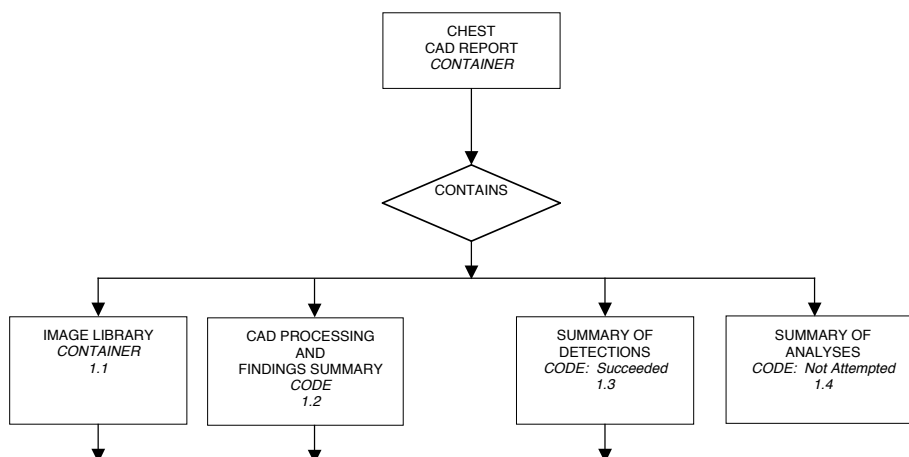 CHEST
CAD REPORT
CONTAINER
CONTAINS
IMAGE LIBRARY
CONTAINER
1.1
CAD PROCESSING
AND
FINDINGS SUMMARY
CODE
1.2
SUMMARY OF
DETECTIONS
CODE: Succeeded
1.3
SUMMARY OF
ANALYSES
CODE: Not Attempted
1.4